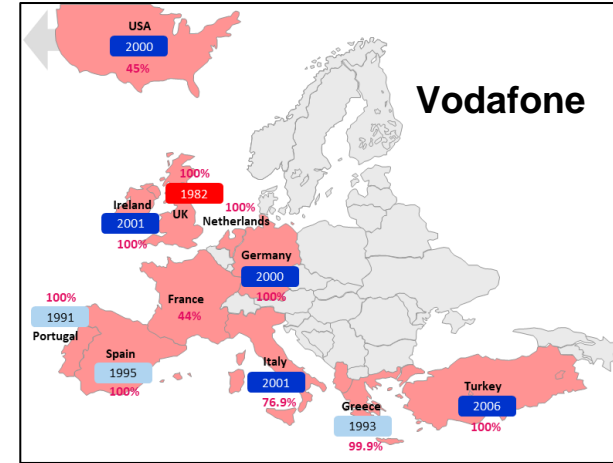 USA
2000
45%
Vodafone
100%
1982
UK
Ireland
2001
100%
100%
Netherlands
Germany
2000
100%
France
44%
100%
1991
Portugal
Spain
1995
100%
Italy
2001
76.9%
Greece
1993
99.9%
Turkey
2006
100%